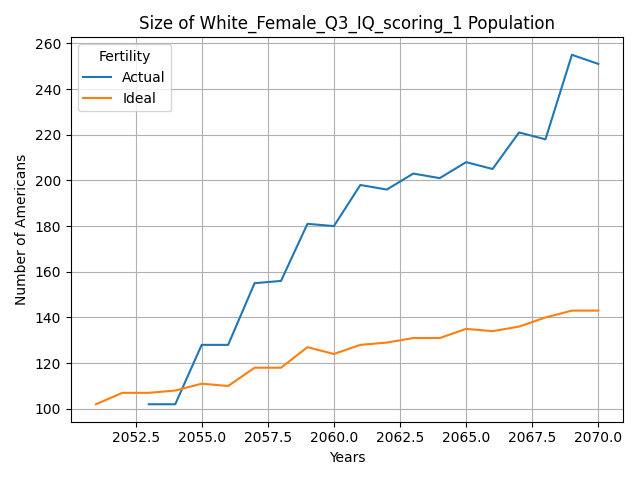 Size of White_Female_Q3_IQ_scoring_1 Population
Fertility
Actual
Ideal
260
240
220
200
180
160
140
120
100
Number of Americans
2052.5 2055.0 2057.5 2060.0 2062.5 2065.0 2067.5 2070.0
Years